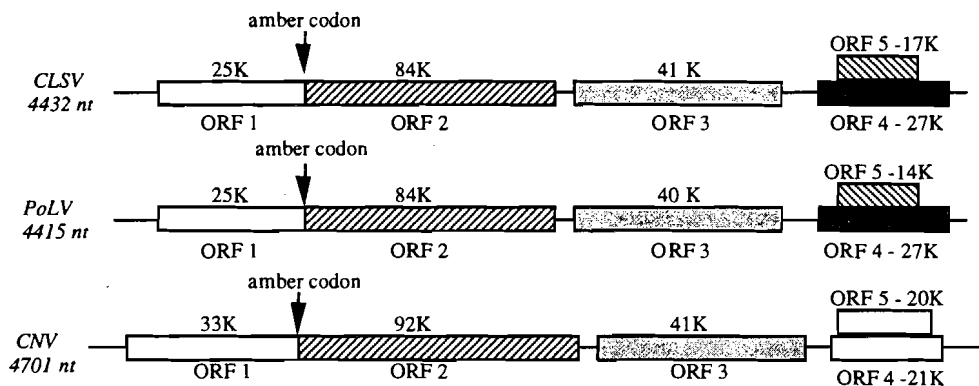 amber codon
25K 84K 41 K ORF 5 -17K
CLSV
4432 nt
ORF 1 ORF 2 ORF 3 ORF 4 - 27K
amber codon
25K 84K 40 K ORF 5 -14K
PoLV
4415 nt
ORF 1 ORF 2 ORF 3 ORF 4 - 27K
amber codon
33K 92K 41K ORF 5 - 20K
CNV
4701 nt
ORF 1 ORF 2 ORF 3 ORF 4 -21K